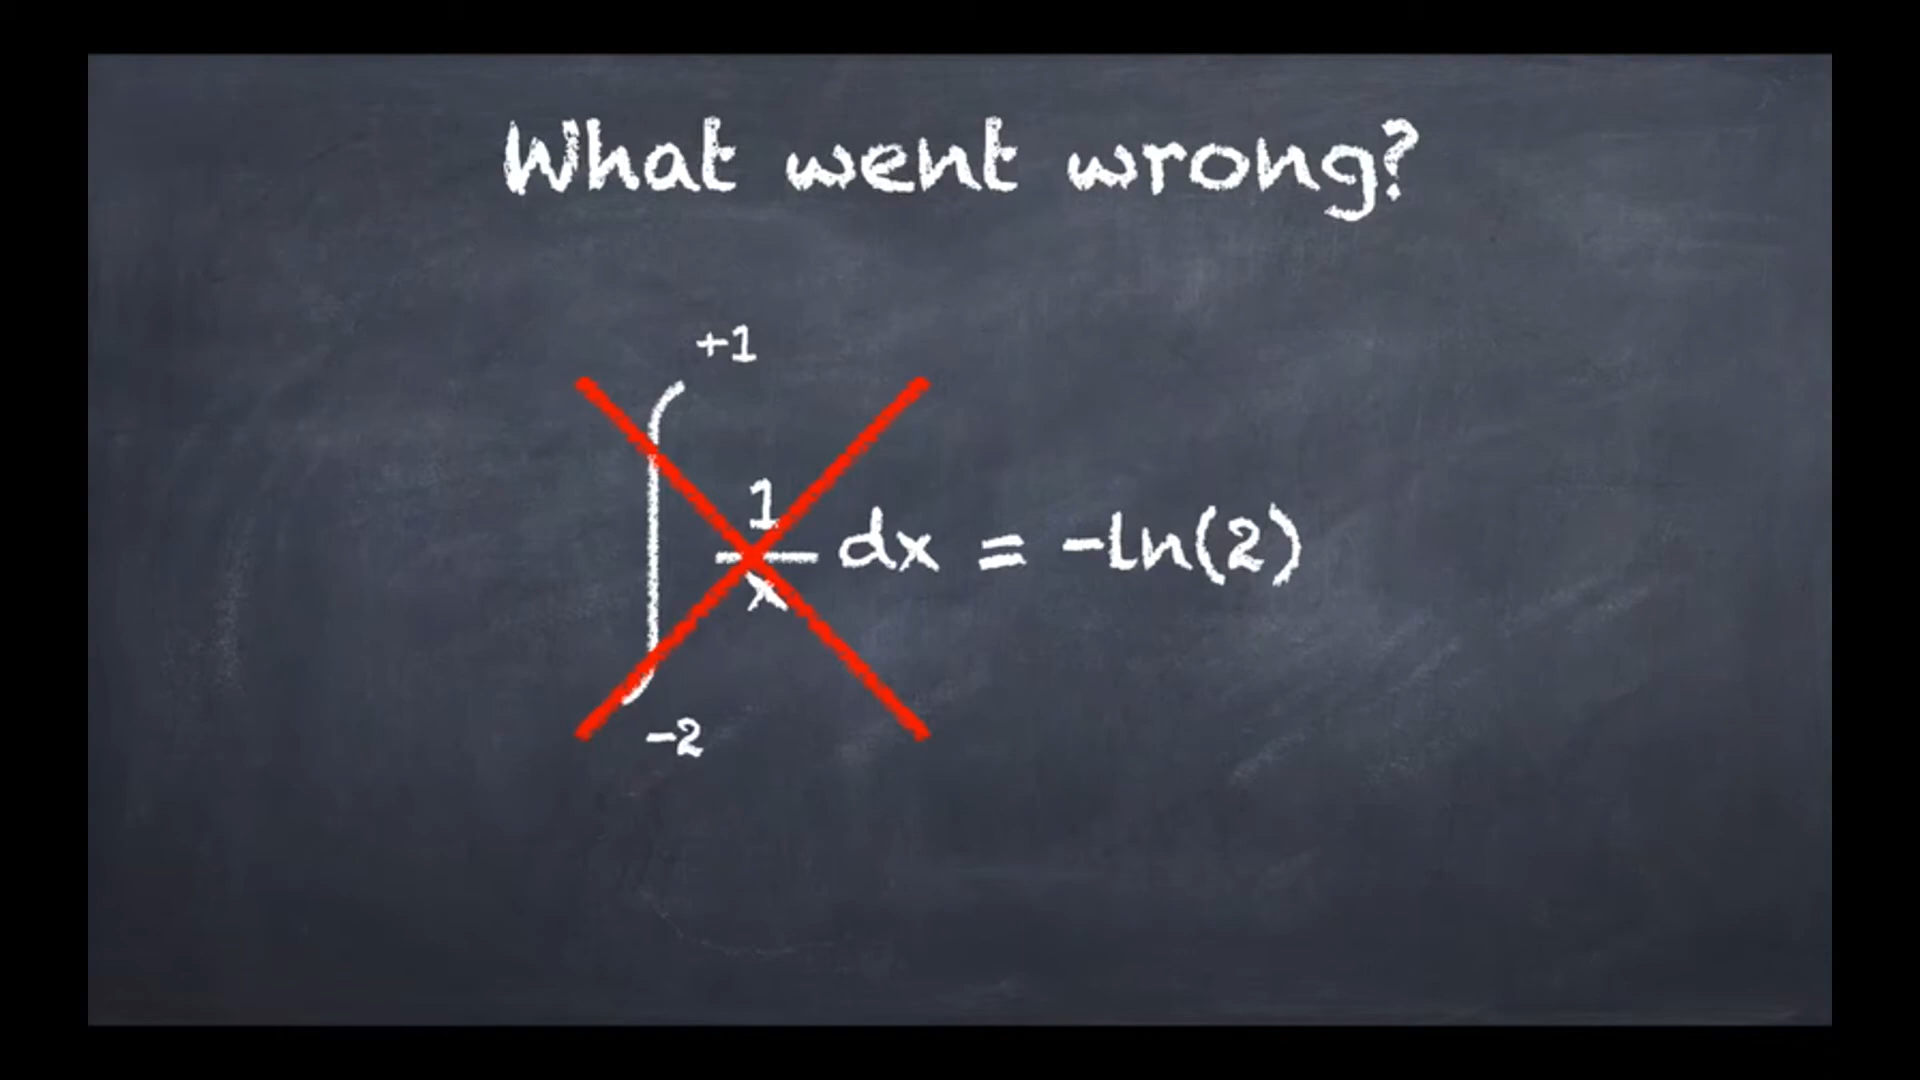 What went wrong?
+1
∫ 1/x dx = -ln(2)
-2